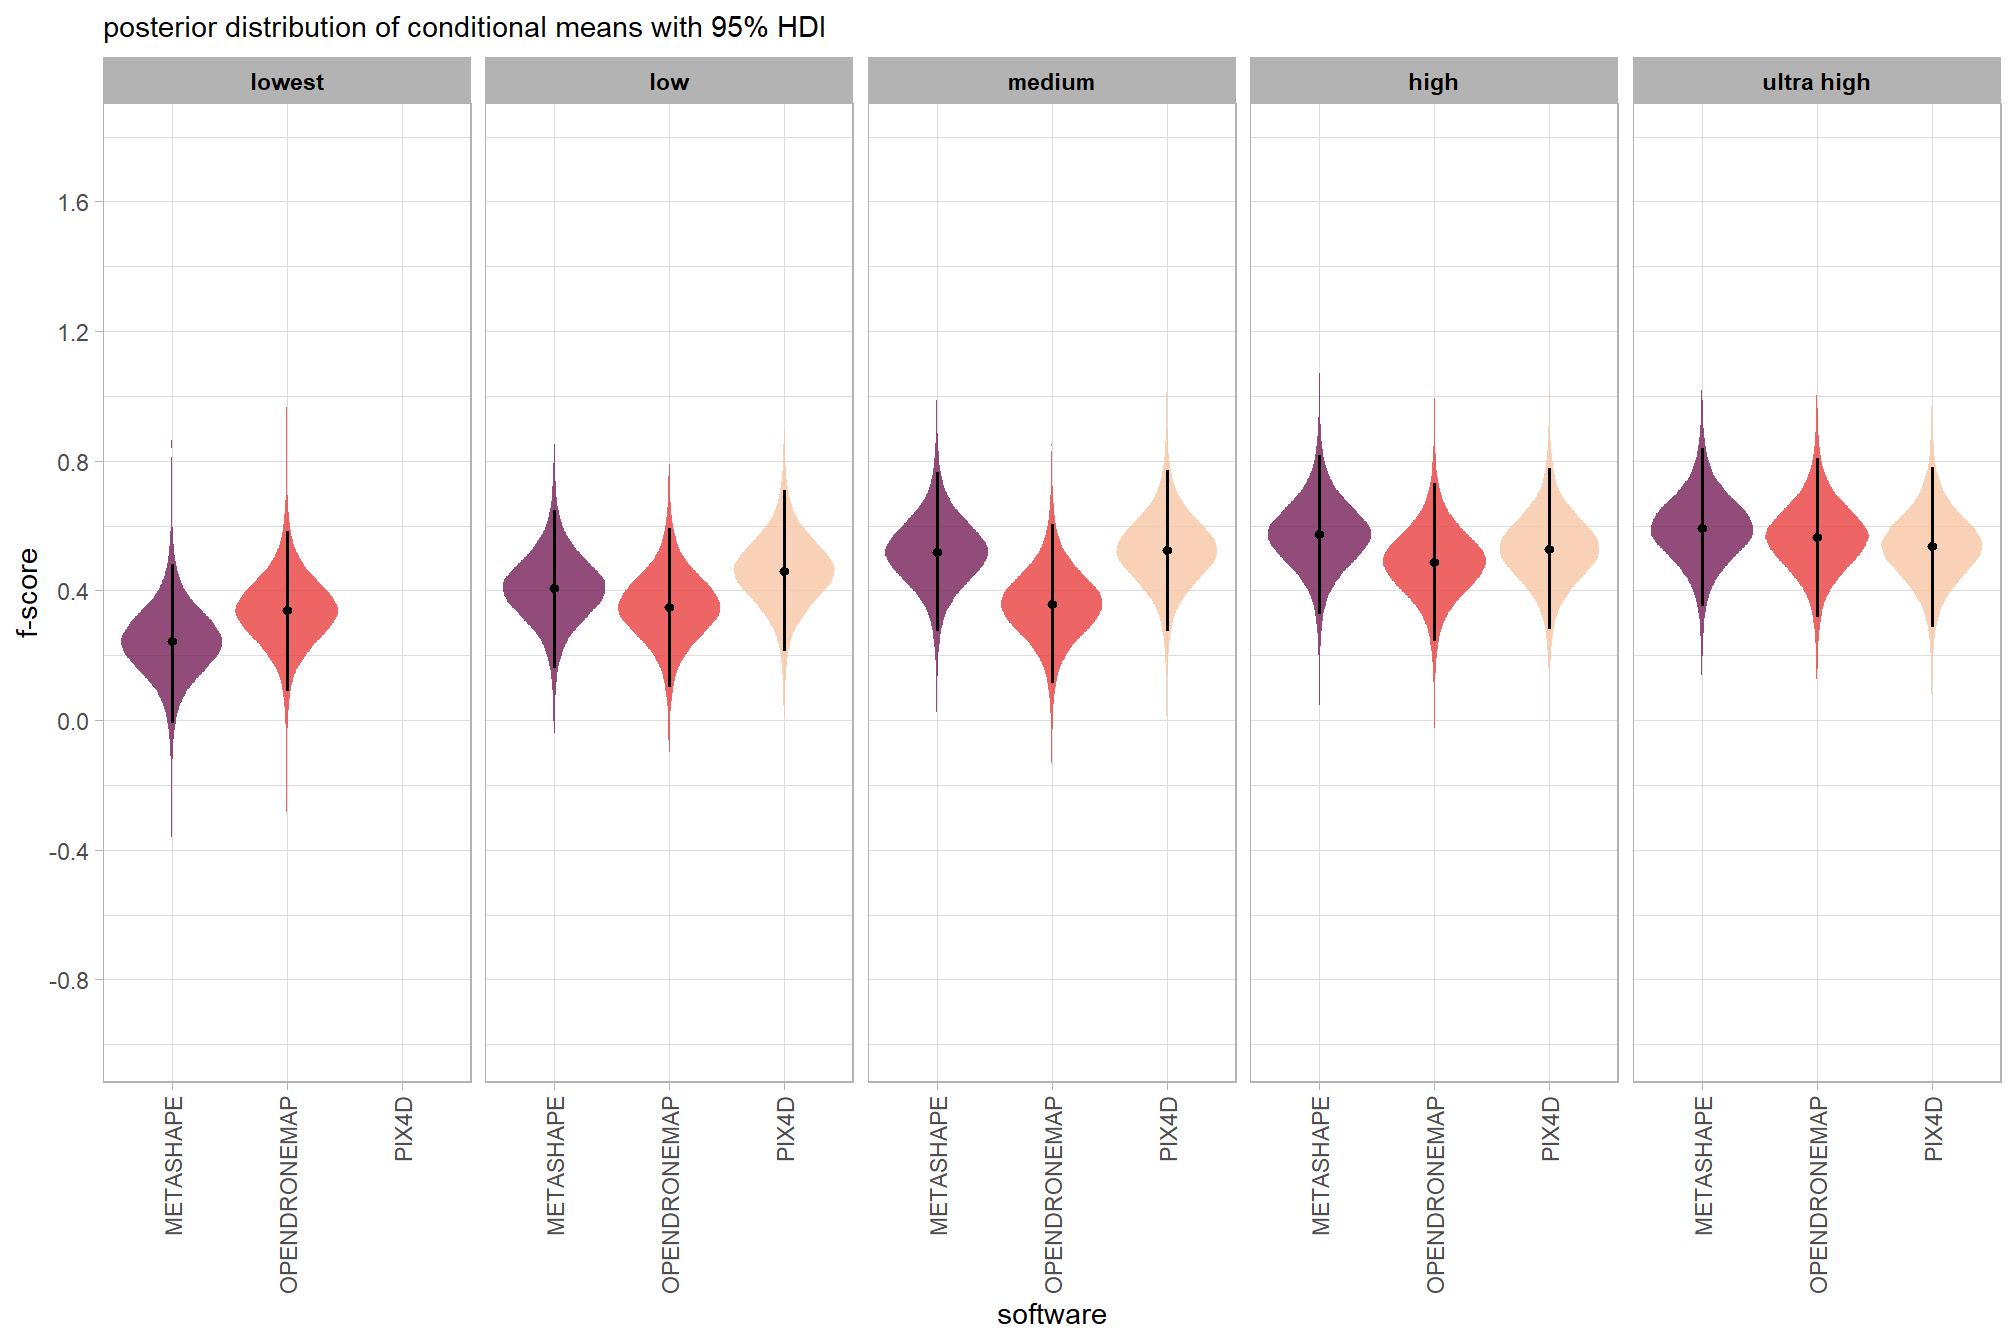 posterior distribution of conditional means with 95% HDI
lowest
low
medium
high
ultra high
f-score
1.6
1.2
0.8
0.4
0.0
-0.4
-0.8
METASHAPE
OPENDRONEMAP
PIX4D
METASHAPE
OPENDRONEMAP
PIX4D
METASHAPE
OPENDRONEMAP
PIX4D
METASHAPE
OPENDRONEMAP
PIX4D
METASHAPE
OPENDRONEMAP
PIX4D
software